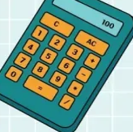 100
C AC
1 2 3 +
4 5 6 -
7 8 9 ×
0 = . /